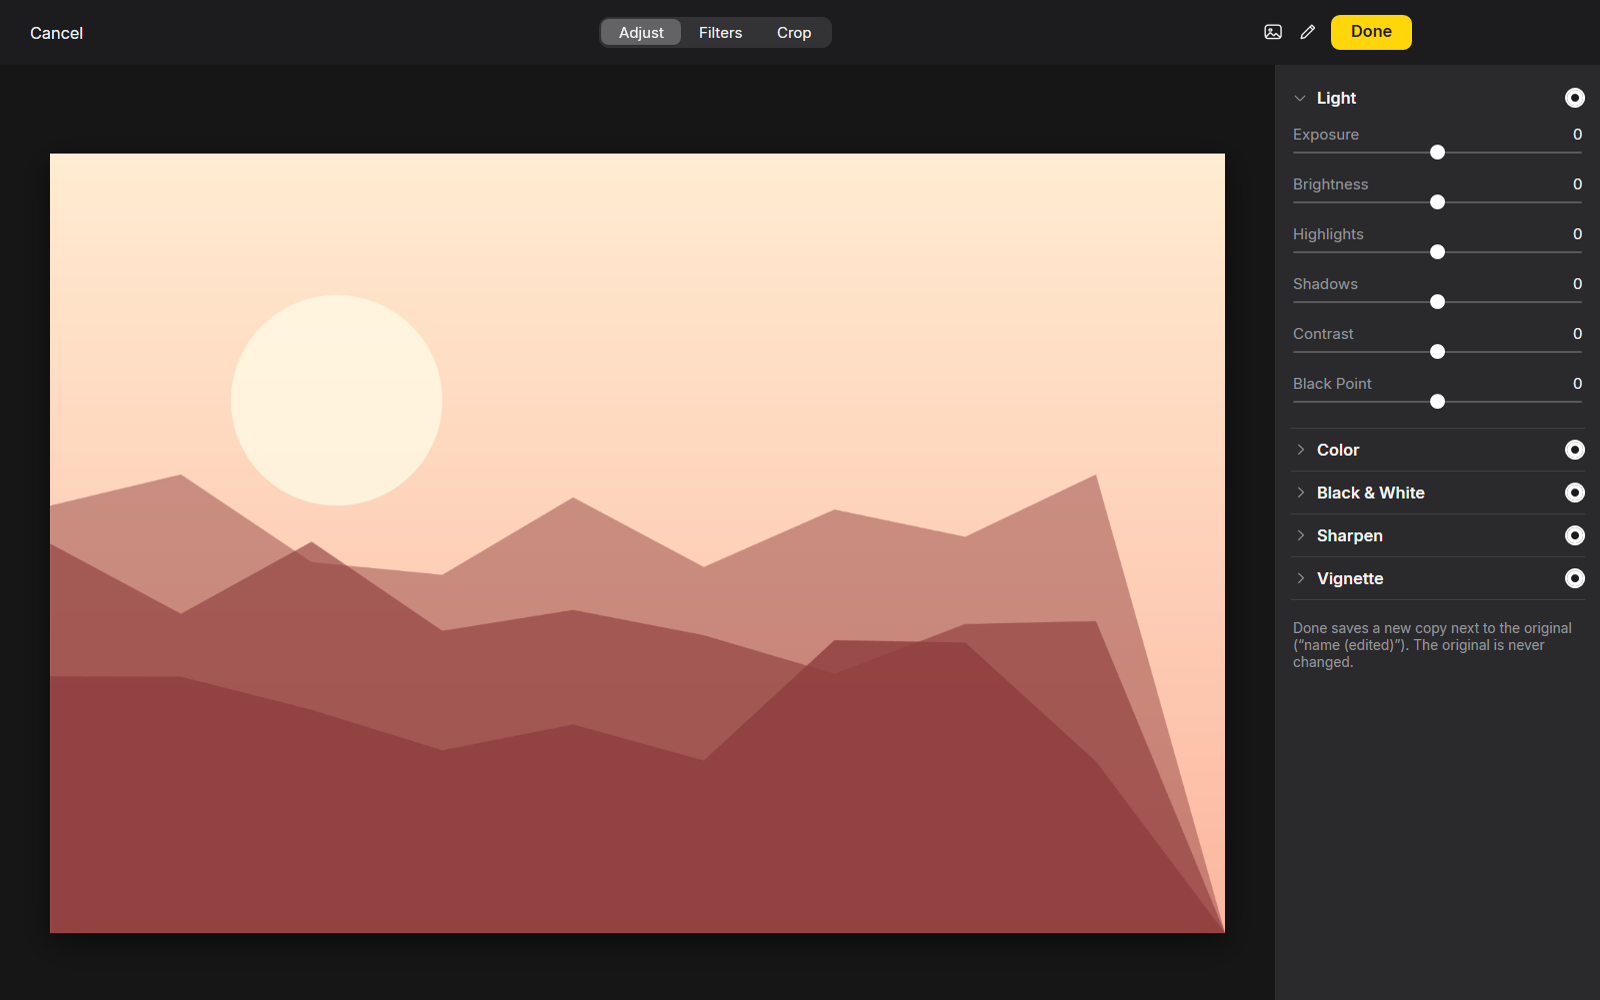 Cancel
Adjust
Filters
Crop
Done
Light
Exposure 0
Brightness 0
Highlights 0
Shadows 0
Contrast 0
Black Point 0
Color
Black & White
Sharpen
Vignette
Done saves a new copy next to the original
(“name (edited)”). The original is never
changed.